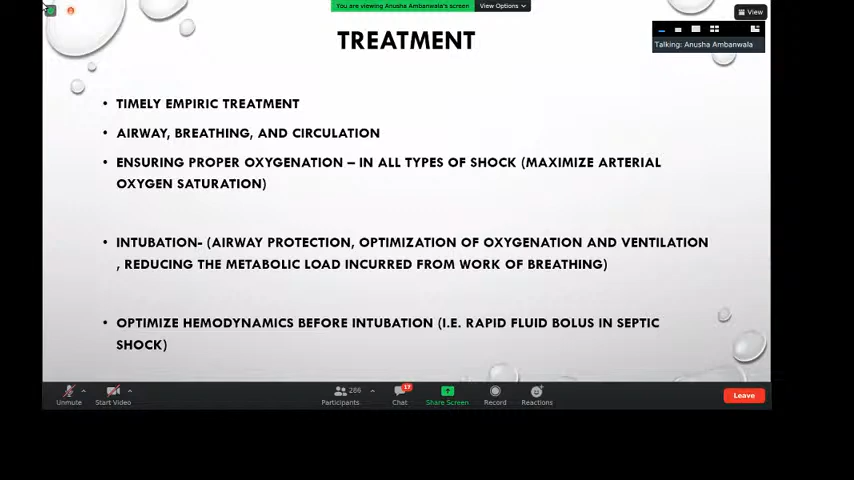 You are viewing Anusha Ambanwala's screen
View Options
View
TREATMENT
Talking: Anusha Ambanwala
• TIMELY EMPIRIC TREATMENT
• AIRWAY, BREATHING, AND CIRCULATION
• ENSURING PROPER OXYGENATION – IN ALL TYPES OF SHOCK (MAXIMIZE ARTERIAL
OXYGEN SATURATION)
• INTUBATION- (AIRWAY PROTECTION, OPTIMIZATION OF OXYGENATION AND VENTILATION
, REDUCING THE METABOLIC LOAD INCURRED FROM WORK OF BREATHING)
• OPTIMIZE HEMODYNAMICS BEFORE INTUBATION (I.E. RAPID FLUID BOLUS IN SEPTIC
SHOCK)
286
17
Unmute
Start Video
Participants
Chat
Share Screen
Record
Reactions
Leave